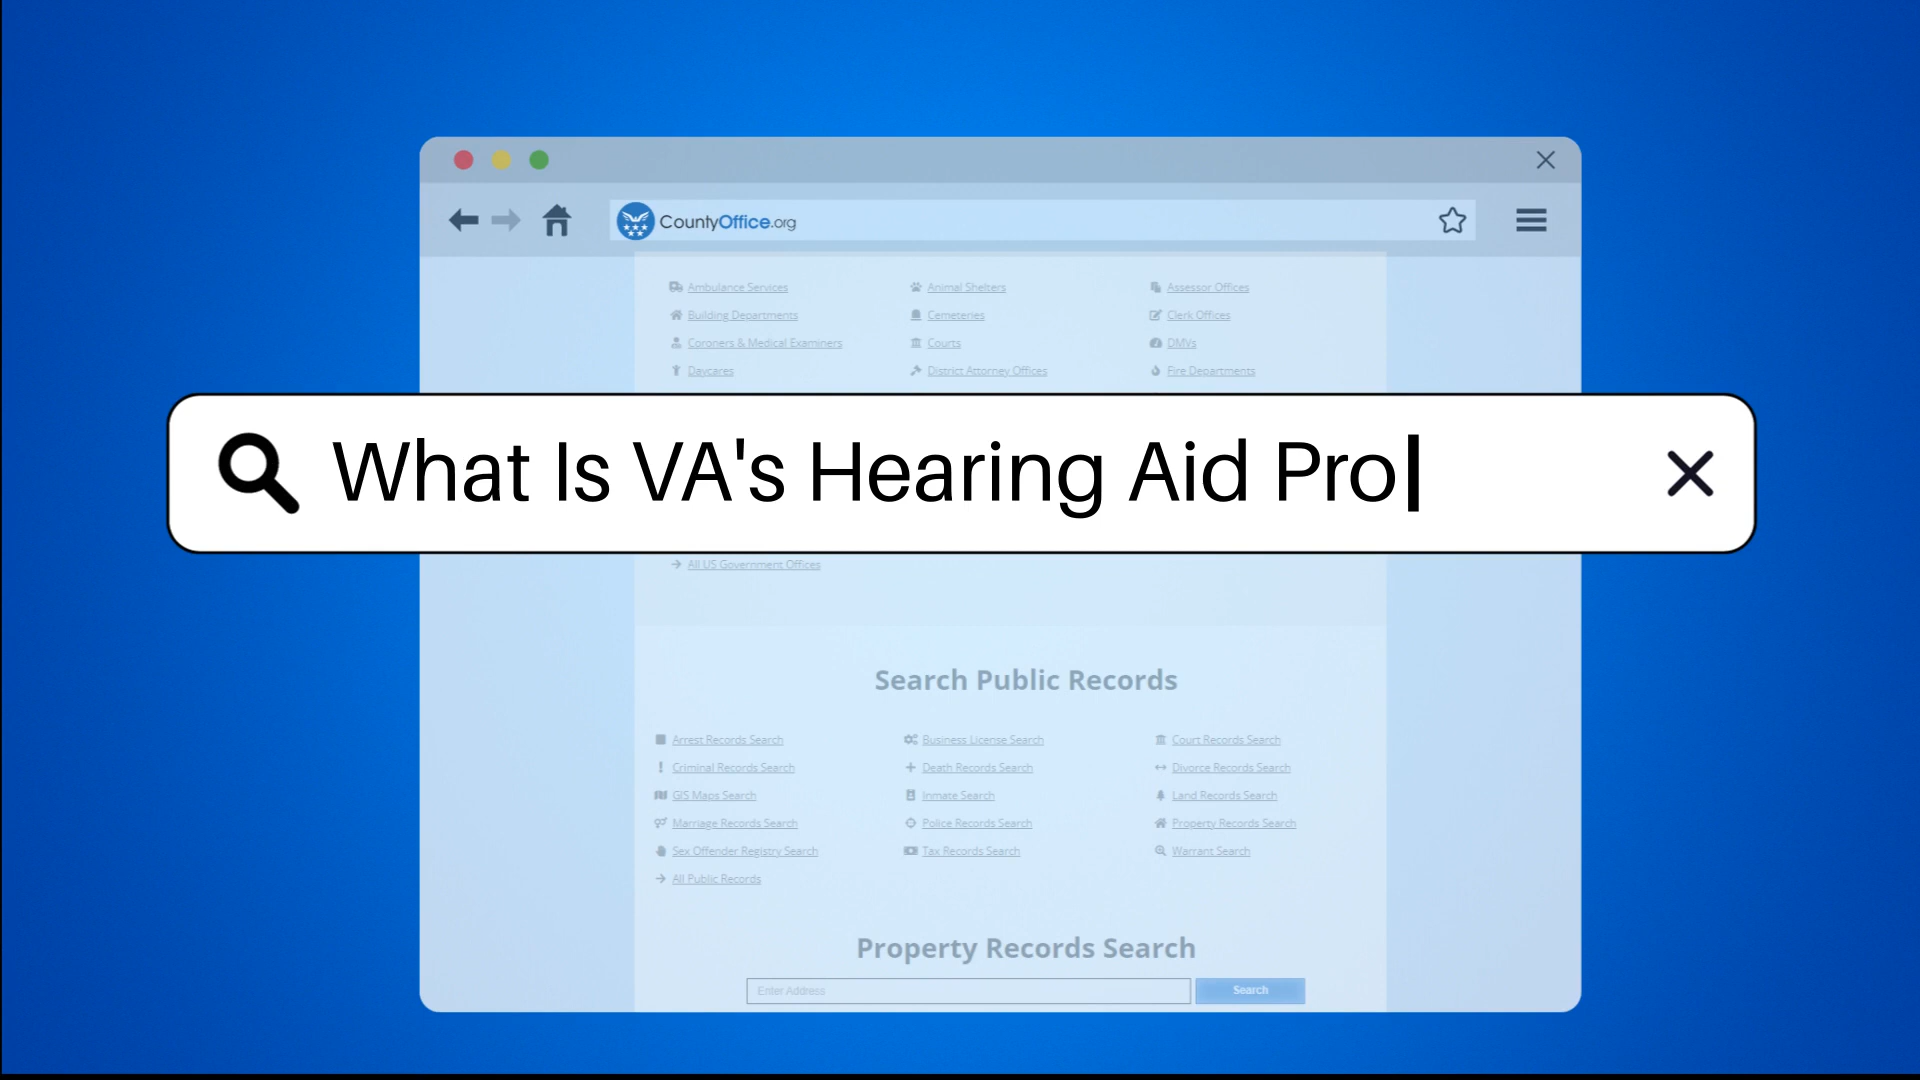 CountyOffice.org
Ambulance Services Animal Shelters Assessor Offices
Building Departments Cemeteries Clerk Offices
Coroners & Medical Examiners Courts DMVs
Daycares District Attorney Offices Fire Departments
What Is VA's Hearing Aid Pro
All US Government Offices
Search Public Records
Arrest Records Search Business License Search Court Records Search
Criminal Records Search Death Records Search Divorce Records Search
GIS Maps Search Inmate Search Land Records Search
Marriage Records Search Police Records Search Property Records Search
Sex Offender Registry Search Tax Records Search Warrant Search
All Public Records
Property Records Search
Enter Address Search